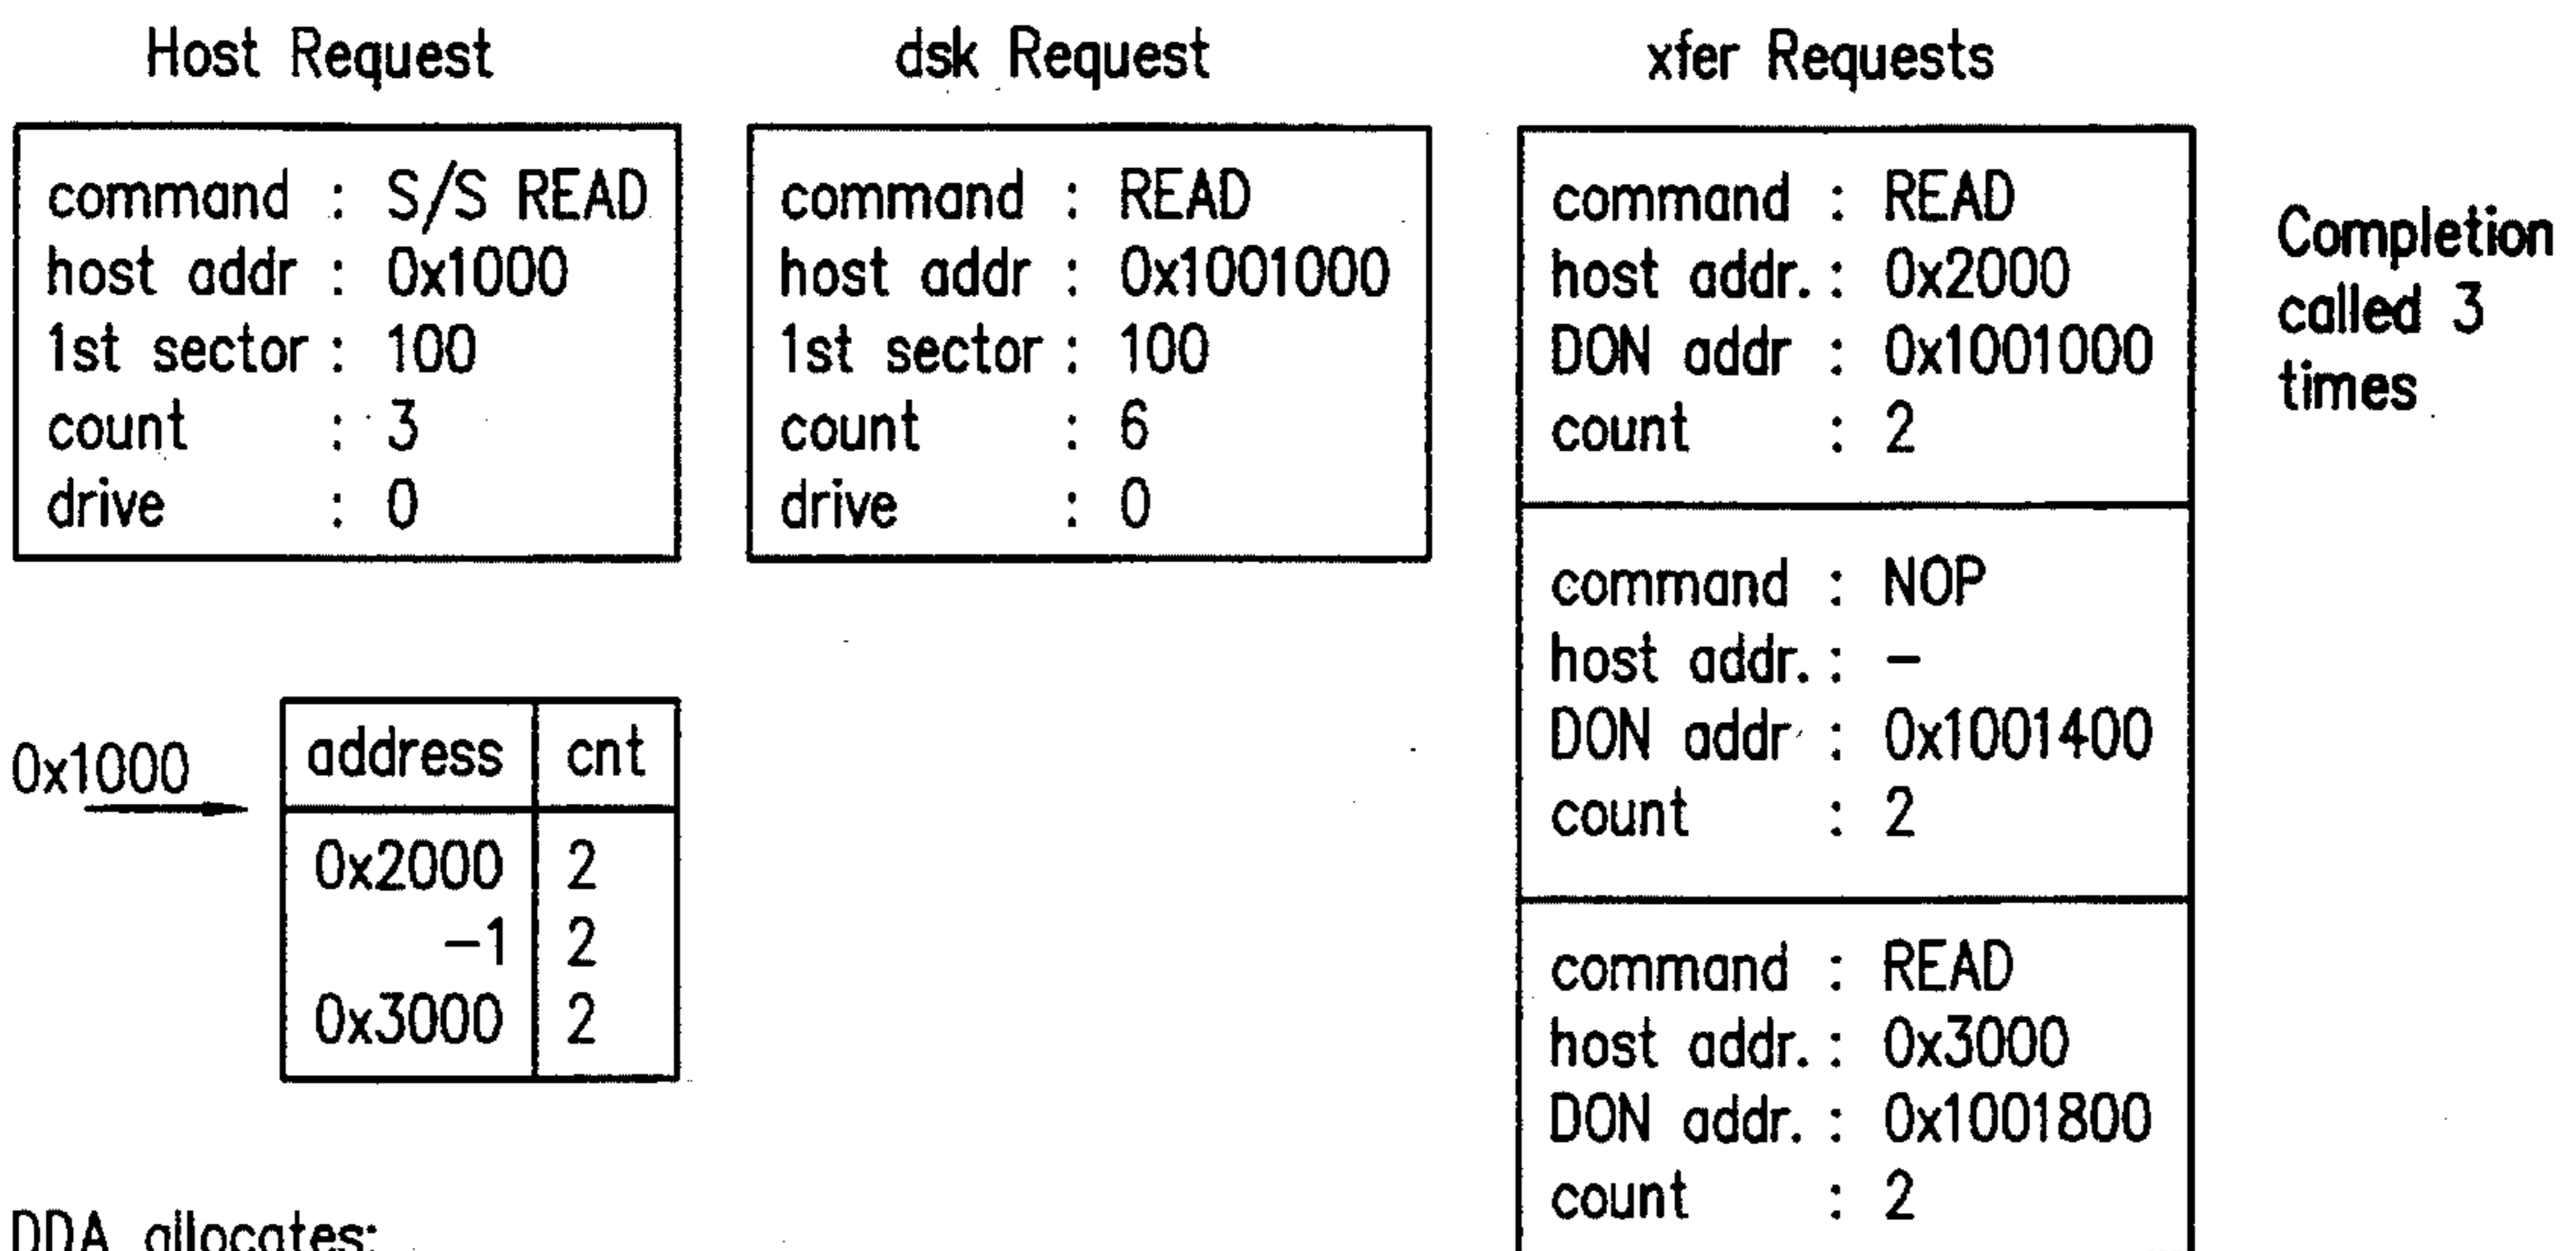 Host Request
command : S/S READ
host addr : 0x1000
1st sector : 100
count : 3
drive : 0
0x1000
address cnt
0x2000 2
-1 2
0x3000 2
DDA allocates:
dsk Request
command : READ
host addr : 0x1001000
1st sector : 100
count : 6
drive : 0
xfer Requests
command : READ
host addr. : 0x2000
DON addr : 0x1001000
count : 2
command : NOP
host addr. : –
DON addr : 0x1001400
count : 2
command : READ
host addr. : 0x3000
DON addr. : 0x1001800
count : 2
Completion
called 3
times